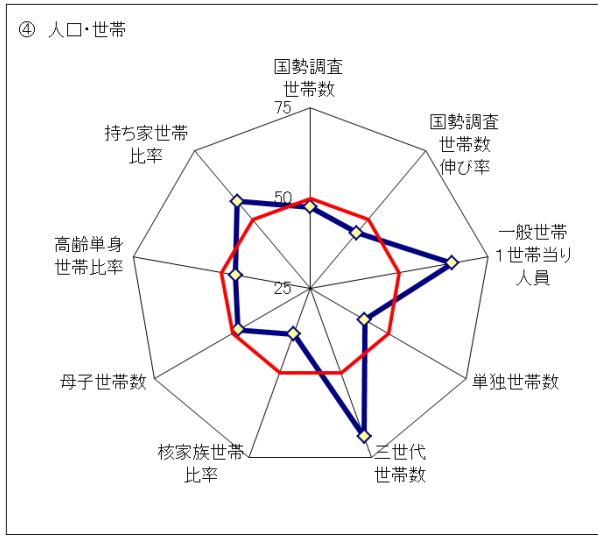 ④ 人口・世帯
国勢調査
世帯数
75
国勢調査
世帯数
伸び率
持ち家世帯
比率
50
一般世帯
1世帯当り
人員
高齢単身
世帯比率
25
単独世帯数
母子世帯数
三世代
世帯数
核家族世帯
比率